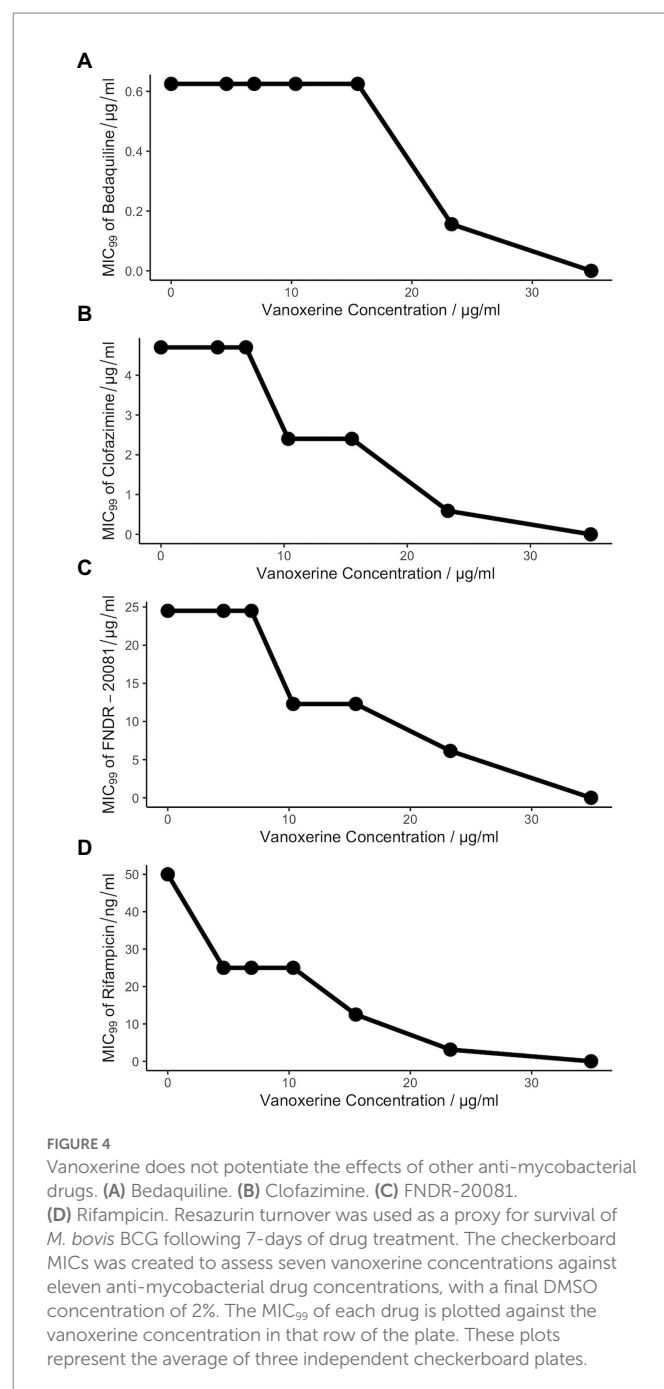 A
MIC₉₉ of Bedaquiline/µg/ml
0.6
0.4
0.2
0.0
0 10 20 30
Vanoxerine Concentration / µg/ml
B
MIC₉₉ of Clofazimine/µg/ml
4
3
2
1
0
0 10 20 30
Vanoxerine Concentration / µg/ml
C
MIC₉₉ of FNDR – 20081/µg/ml
25
20
15
10
5
0
0 10 20 30
Vanoxerine Concentration / µg/ml
D
MIC₉₉ of Rifampicin/ng/ml
50
40
30
20
10
0
0 10 20 30
Vanoxerine Concentration / µg/ml
FIGURE 4
Vanoxerine does not potentiate the effects of other anti-mycobacterial
drugs. (A) Bedaquiline. (B) Clofazimine. (C) FNDR-20081.
(D) Rifampicin. Resazurin turnover was used as a proxy for survival of
M. bovis BCG following 7-days of drug treatment. The checkerboard
MICs was created to assess seven vanoxerine concentrations against
eleven anti-mycobacterial drug concentrations, with a final DMSO
concentration of 2%. The MIC₉₉ of each drug is plotted against the
vanoxerine concentration in that row of the plate. These plots
represent the average of three independent checkerboard plates.